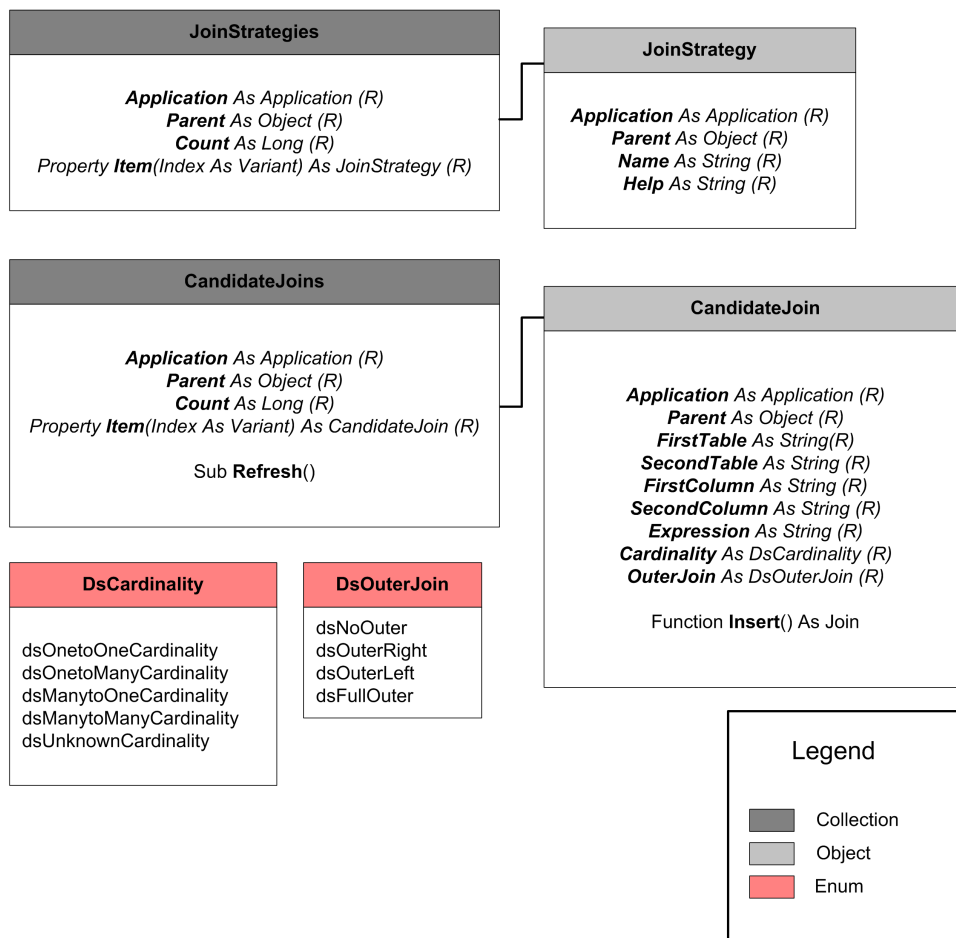 JoinStrategies
Application As Application (R)
Parent As Object (R)
Count As Long (R)
Property Item(Index As Variant) As JoinStrategy (R)
JoinStrategy
Application As Application (R)
Parent As Object (R)
Name As String (R)
Help As String (R)
CandidateJoins
Application As Application (R)
Parent As Object (R)
Count As Long (R)
Property Item(Index As Variant) As CandidateJoin (R)
Sub Refresh()
CandidateJoin
Application As Application (R)
Parent As Object (R)
FirstTable As String(R)
SecondTable As String (R)
FirstColumn As String (R)
SecondColumn As String (R)
Expression As String (R)
Cardinality As DsCardinality (R)
OuterJoin As DsOuterJoin (R)
Function Insert() As Join
DsCardinality
dsOnetoOneCardinality
dsOnetoManyCardinality
dsManytoOneCardinality
dsManytoManyCardinality
dsUnknownCardinality
DsOuterJoin
dsNoOuter
dsOuterRight
dsOuterLeft
dsFullOuter
Legend
Collection
Object
Enum